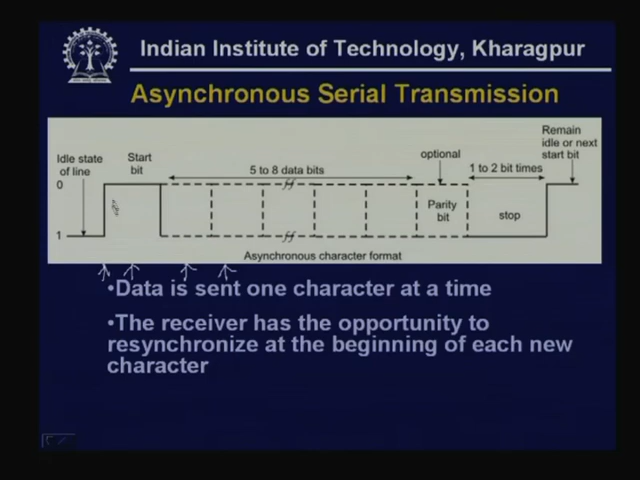 Indian Institute of Technology, Kharagpur
Asynchronous Serial Transmission
Idle state
of line
Start
bit
5 to 8 data bits
optional
1 to 2 bit times
Remain
idle or next
start bit
0
Parity
bit
stop
1
Asynchronous character format
•Data is sent one character at a time
•The receiver has the opportunity to
resynchronize at the beginning of each new
character